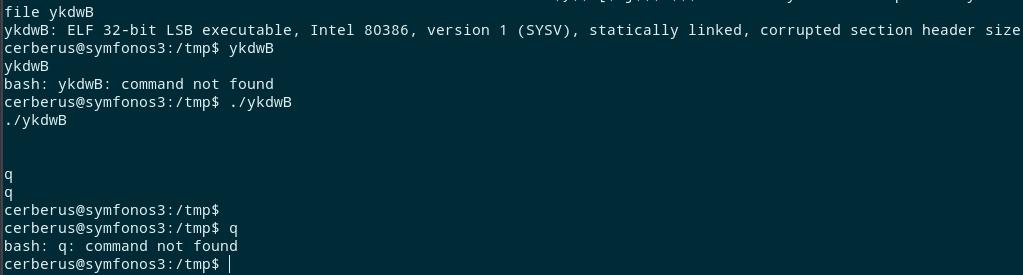 file ykdwB
ykdwB: ELF 32-bit LSB executable, Intel 80386, version 1 (SYSV), statically linked, corrupted section header size
cerberus@symfonos3:/tmp$ ykdwB
ykdwB
bash: ykdwB: command not found
cerberus@symfonos3:/tmp$ ./ykdwB
./ykdwB
q
q
cerberus@symfonos3:/tmp$
cerberus@symfonos3:/tmp$ q
bash: q: command not found
cerberus@symfonos3:/tmp$